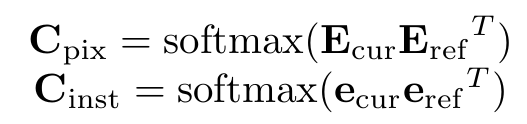 C_pix = softmax(E_cur E_ref^T)
C_inst = softmax(e_cur e_ref^T)